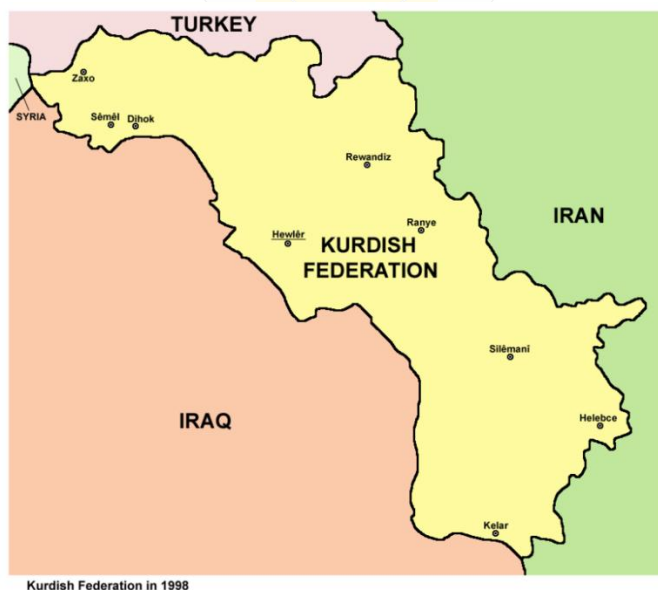 TURKEY
Zaxo
SYRIA
Sêmêl
Dihok
Rewandiz
Ranye
IRAN
Hewlêr
KURDISH
FEDERATION
Silêmanî
IRAQ
Helebce
Kelar
Kurdish Federation in 1998